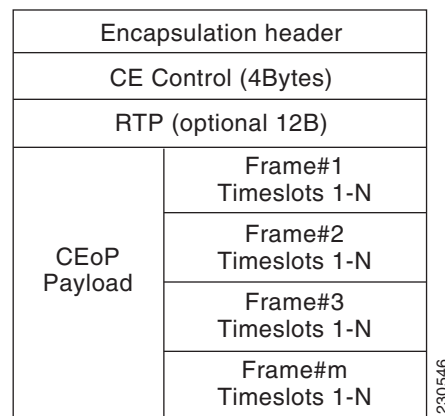 Encapsulation header
CE Control (4Bytes)
RTP (optional 12B)
CEoP
Payload
Frame#1
Timeslots 1-N
Frame#2
Timeslots 1-N
Frame#3
Timeslots 1-N
Frame#m
Timeslots 1-N
230546